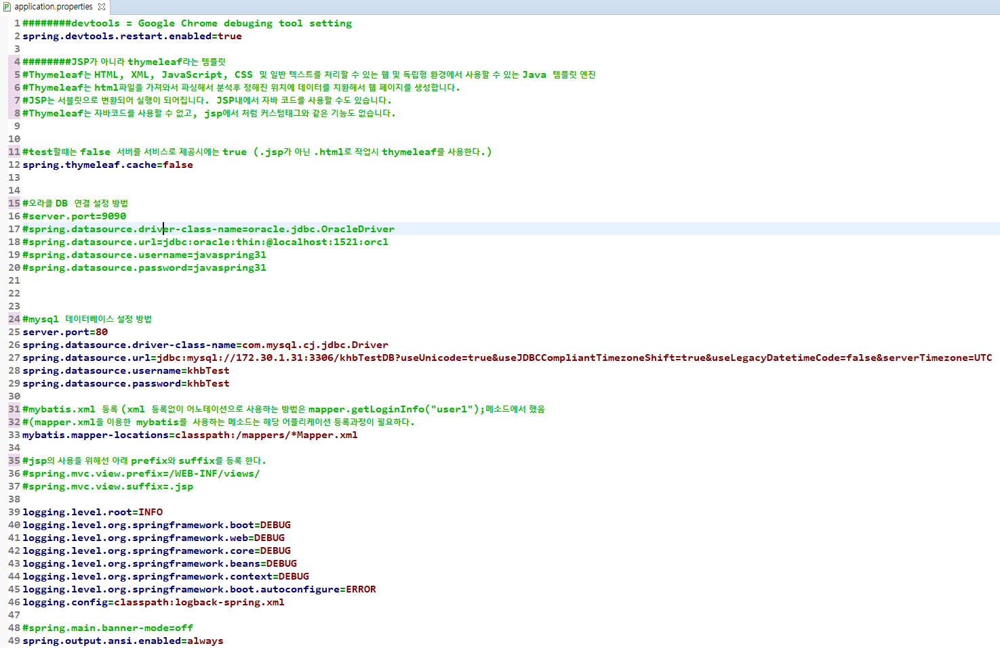 application.properties
1 ########devtools = Google Chrome debuging tool setting
2 spring.devtools.restart.enabled=true
3
4 ########JSP가 아니라 thymeleaf라는 템플릿
5 #Thymeleaf는 HTML, XML, JavaScript, CSS 및 일반 텍스트를 처리할 수 있는 웹 및 독립형 환경에서 사용할 수 있는 Java 템플릿 엔진
6 #Thymeleaf는 html파일을 가져와서 파싱해서 분석후 정해진 위치에 데이터를 치환해서 웹 페이지를 생성합니다.
7 #JSP는 서블릿으로 변환되어 실행이 되어집니다. JSP내에서 자바 코드를 사용할 수도 있습니다.
8 #Thymeleaf는 자바코드를 사용할 수 없고, jsp에서 처럼 커스텀태그와 같은 기능도 없습니다.
9
10
11 #test할때는 false 서버를 서비스로 제공시에는 true (.jsp가 아닌 .html로 작업시 thymeleaf를 사용한다.)
12 spring.thymeleaf.cache=false
13
14
15 #오라클 DB 연결 설정 방법
16 #server.port=9090
17 #spring.datasource.driver-class-name=oracle.jdbc.OracleDriver
18 #spring.datasource.url=jdbc:oracle:thin:@localhost:1521:orcl
19 #spring.datasource.username=javaspring31
20 #spring.datasource.password=javaspring31
21
22
23
24 #mysql 데이터베이스 설정 방법
25 server.port=80
26 spring.datasource.driver-class-name=com.mysql.cj.jdbc.Driver
27 spring.datasource.url=jdbc:mysql://172.30.1.31:3306/khbTestDB?useUnicode=true&useJDBCCompliantTimezoneShift=true&useLegacyDatetimeCode=false&serverTimezone=UTC
28 spring.datasource.username=khbTest
29 spring.datasource.password=khbTest
30
31 #mybatis.xml 등록 (xml 등록없이 어노테이션으로 사용하는 방법은 mapper.getLoginInfo("user1");메소드에서 했음
32 #(mapper.xml을 이용한 mybatis를 사용하는 메소드는 해당 어플리케이션 등록과정이 필요하다.
33 mybatis.mapper-locations=classpath:/mappers/*Mapper.xml
34
35 #jsp의 사용을 위해선 아래 prefix와 suffix를 등록 한다.
36 #spring.mvc.view.prefix=/WEB-INF/views/
37 #spring.mvc.view.suffix=.jsp
38
39 logging.level.root=INFO
40 logging.level.org.springframework.boot=DEBUG
41 logging.level.org.springframework.web=DEBUG
42 logging.level.org.springframework.core=DEBUG
43 logging.level.org.springframework.beans=DEBUG
44 logging.level.org.springframework.context=DEBUG
45 logging.level.org.springframework.boot.autoconfigure=ERROR
46 logging.config=classpath:logback-spring.xml
47
48 #spring.main.banner-mode=off
49 spring.output.ansi.enabled=always